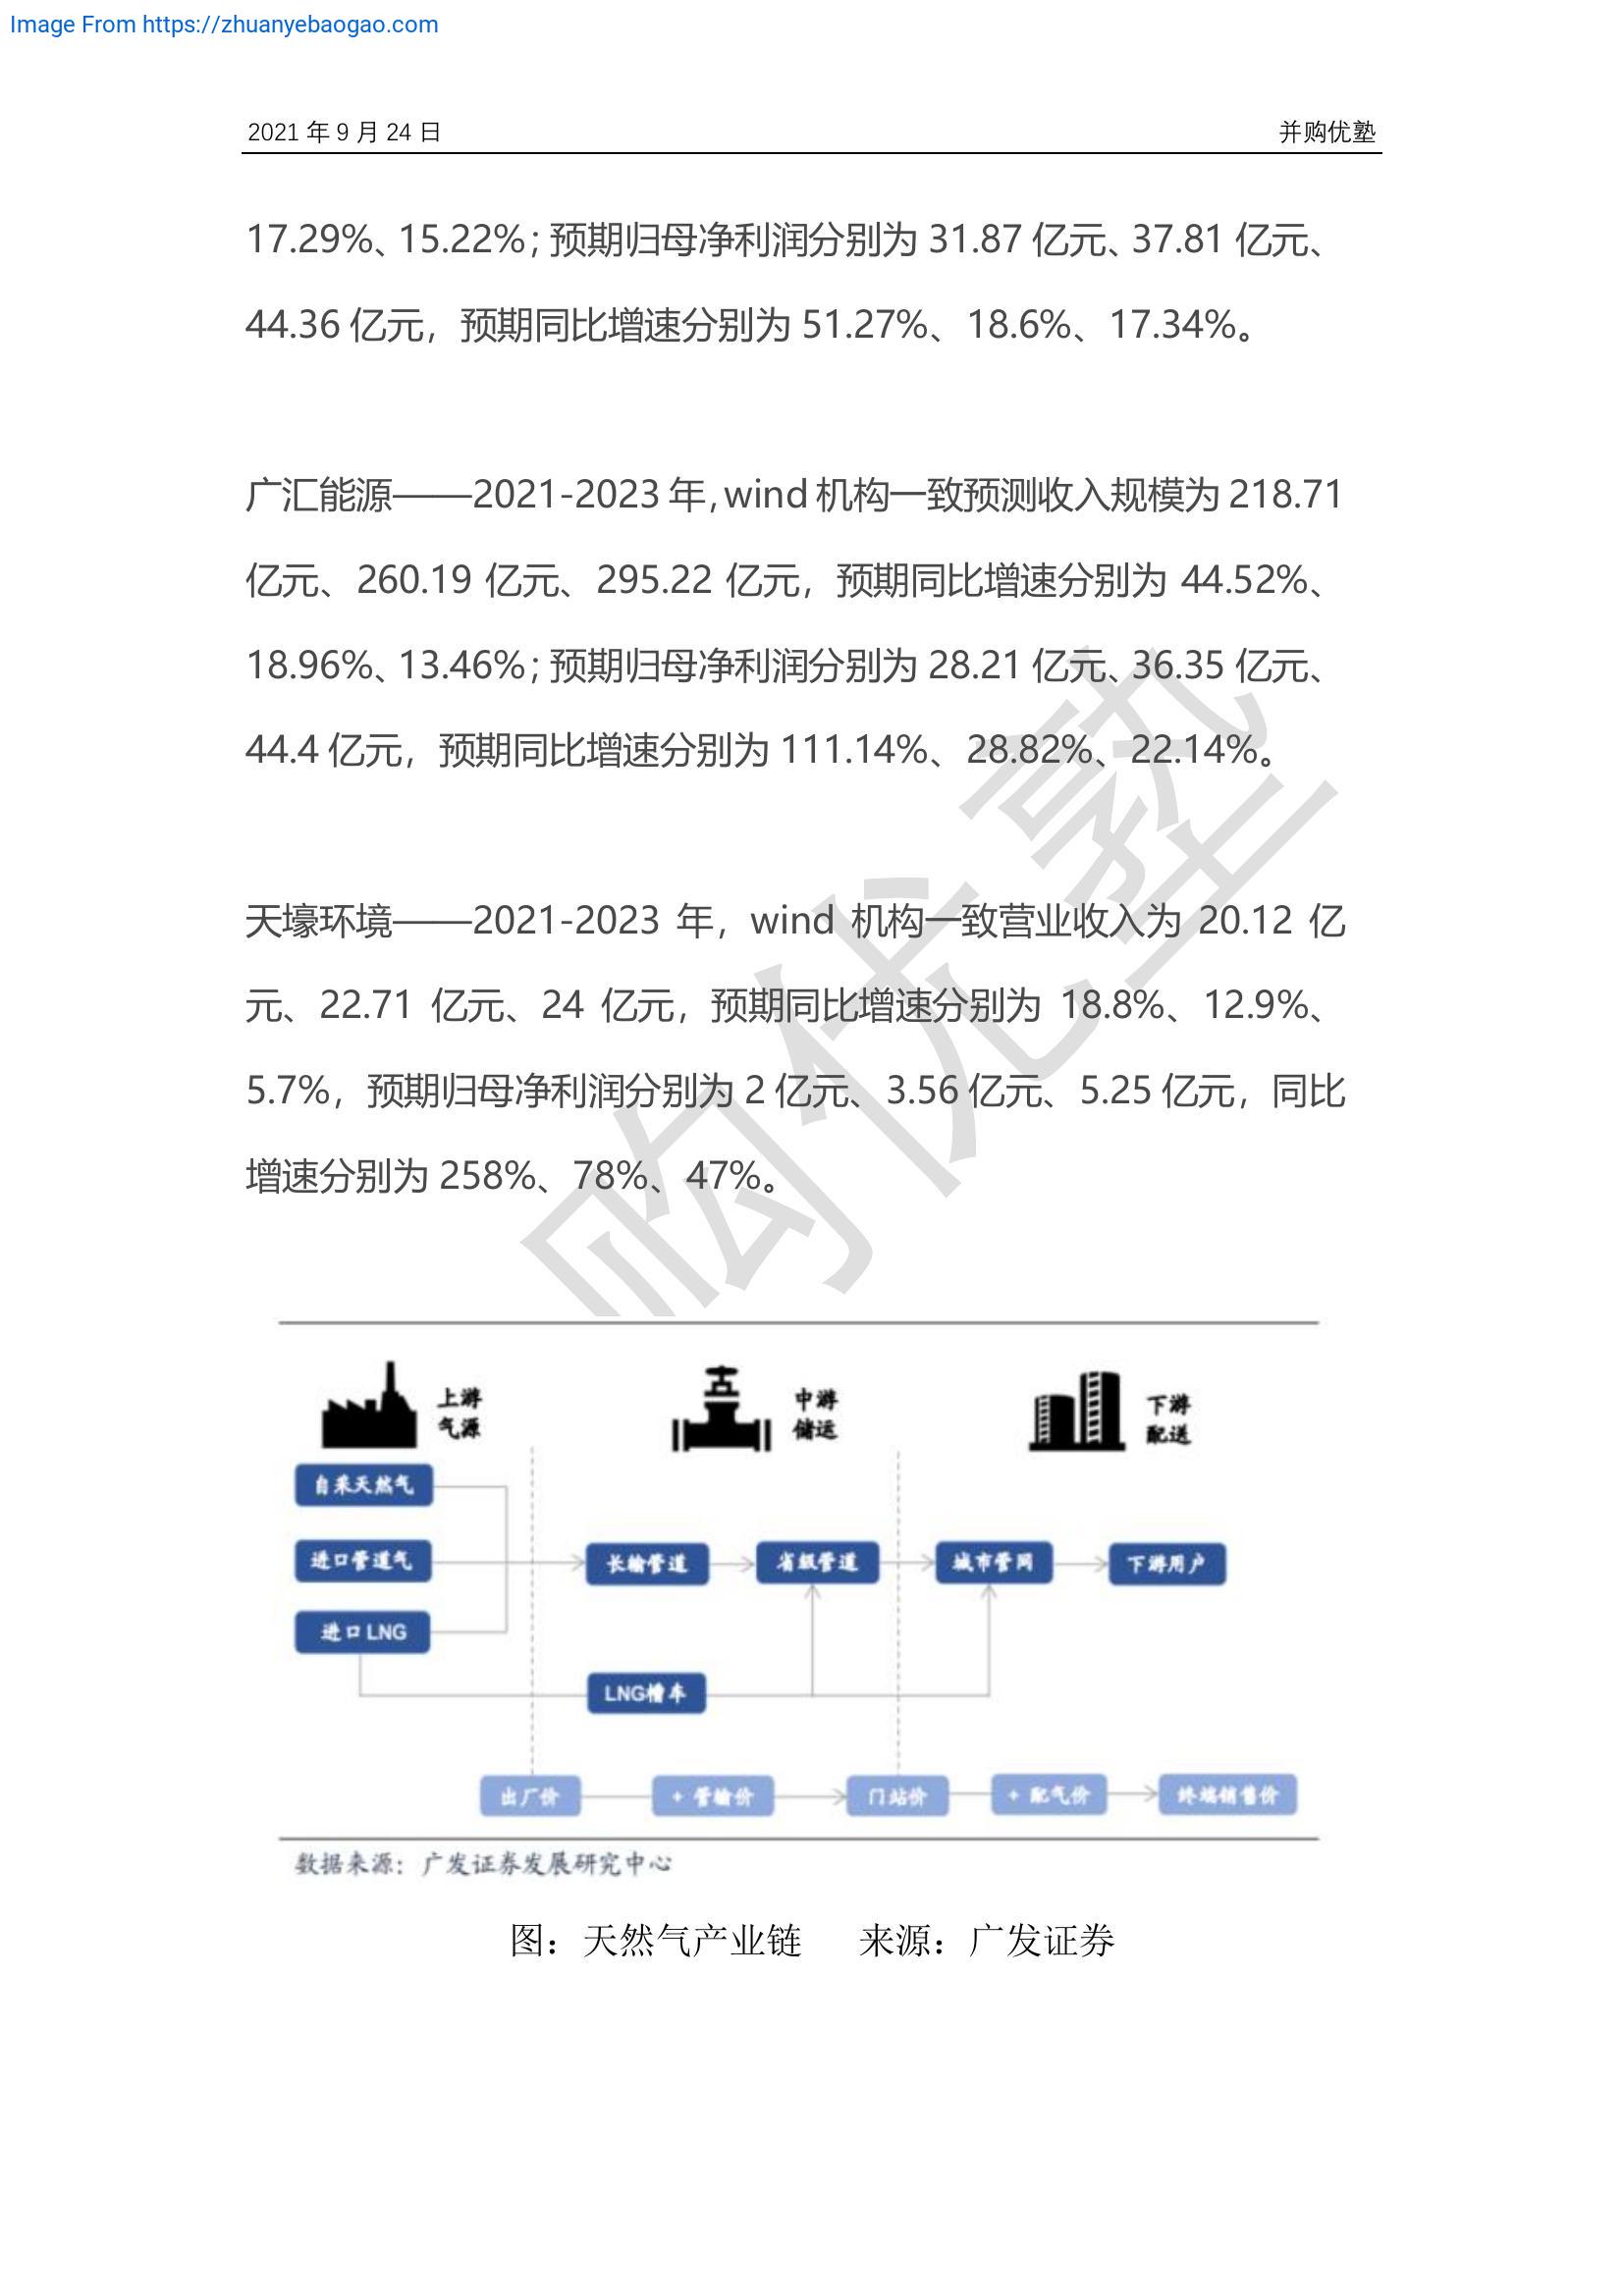 Image From https://zhuanyebaogao.com
2021 年 9 月 24 日 并购优塾
17.29%、15.22%；预期归母净利润分别为 31.87 亿元、37.81 亿元、
44.36 亿元，预期同比增速分别为 51.27%、18.6%、17.34%。
广汇能源——2021-2023 年，wind 机构一致预测收入规模为 218.71
亿元、260.19 亿元、295.22 亿元，预期同比增速分别为 44.52%、
18.96%、13.46%；预期归母净利润分别为 28.21 亿元、36.35 亿元、
44.4 亿元，预期同比增速分别为 111.14%、28.82%、22.14%。
天壕环境——2021-2023 年，wind 机构一致营业收入为 20.12 亿
元、22.71 亿元、24 亿元，预期同比增速分别为 18.8%、12.9%、
5.7%，预期归母净利润分别为 2 亿元、3.56 亿元、5.25 亿元，同比
增速分别为 258%、78%、47%。
购优塾
上游
气源
中游
储运
下游
配送
自采天然气
进口管道气
长输管道
省级管道
城市管网
下游用户
进口 LNG
LNG槽车
出厂价
+ 管输价
门站价
+ 配气价
终端销售价
数据来源：广发证券发展研究中心
图：天然气产业链 来源：广发证券